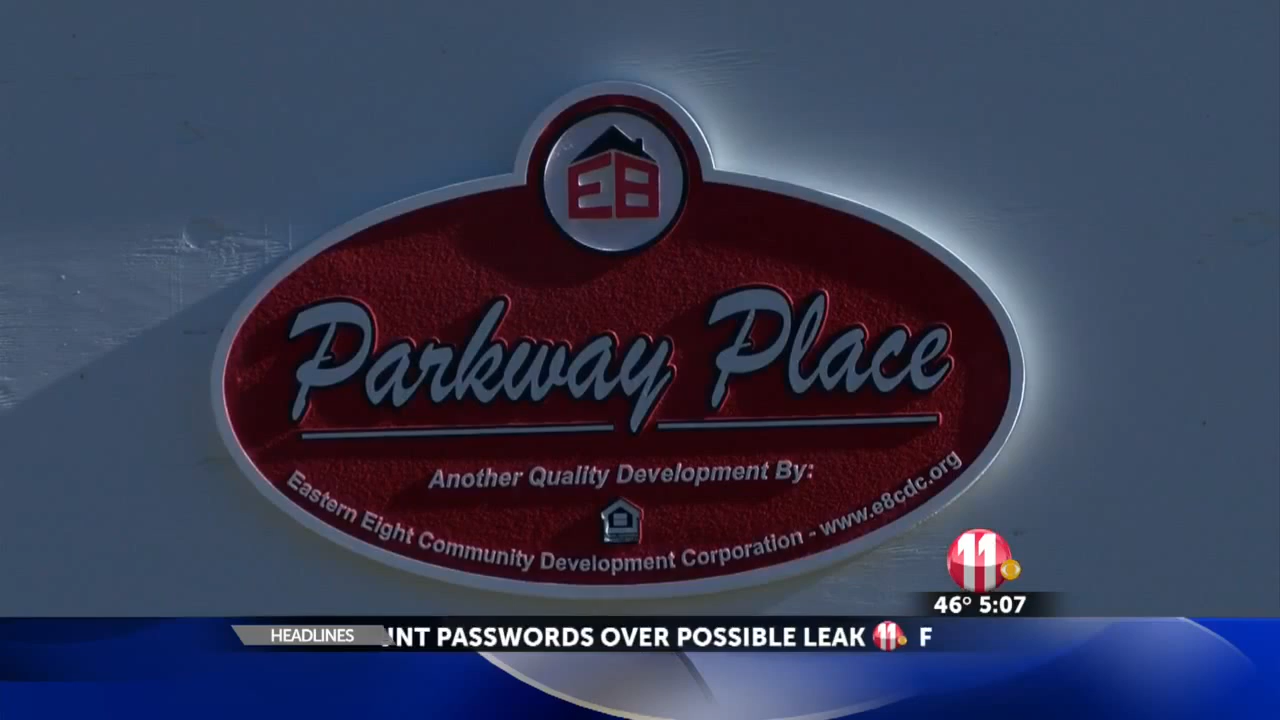 E8
Parkway Place
Another Quality Development By:
Eastern Eight Community Development Corporation - www.e8cdc.org
11
46° 5:07
HEADLINES
NT PASSWORDS OVER POSSIBLE LEAK 11 F